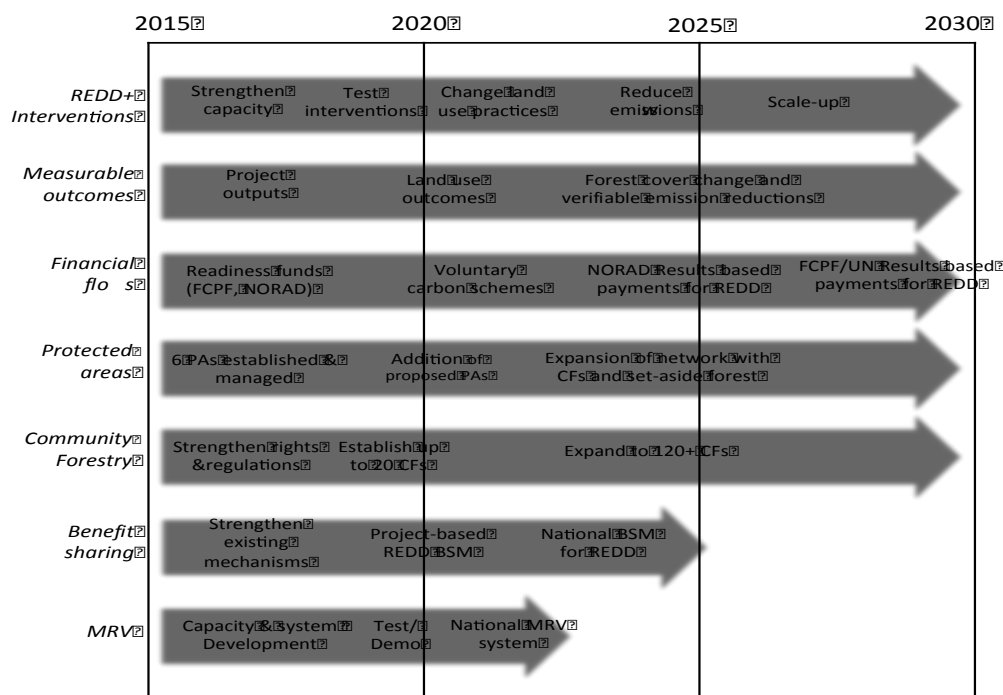 2015 2020 2025 2030
REDD+
Interventions
Strengthen
capacity
Test
interventions
Change land
use practices
Reduce
emissions
Scale-up
Measurable
outcomes
Project
outputs
Land use
outcomes
Forest cover change and
verifiable emission reductions
Financial
flo s
Readiness funds
(FCPF, NORAD)
Voluntary
carbon schemes
NORAD Results based
payments for REDD
FCPF/UN Results based
payments for REDD
Protected
areas
6 PAs established &
managed
Addition of
proposed PAs
Expansion of network with
CFs and set-aside forest
Community
Forestry
Strengthen rights
& regulations
Establish up
to 20 CFs
Expand to 120+ CFs
Benefit
sharing
Strengthen
existing
mechanisms
Project-based
REDD BSM
National BSM
for REDD
MRV
Capacity & system
Development
Test/
Demo
National MRV
system